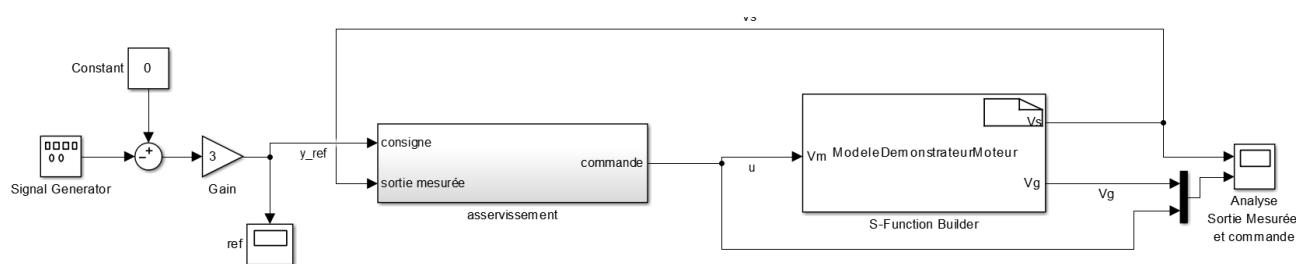 Vs
Constant
0
Signal Generator
3
Gain
y_ref
ref
consigne
sortie mesurée
commande
asservissement
u
Vm
ModeleDemonstrateurMoteur
Vs
Vg
S-Function Builder
Vg
Analyse
Sortie Mesurée
et commande